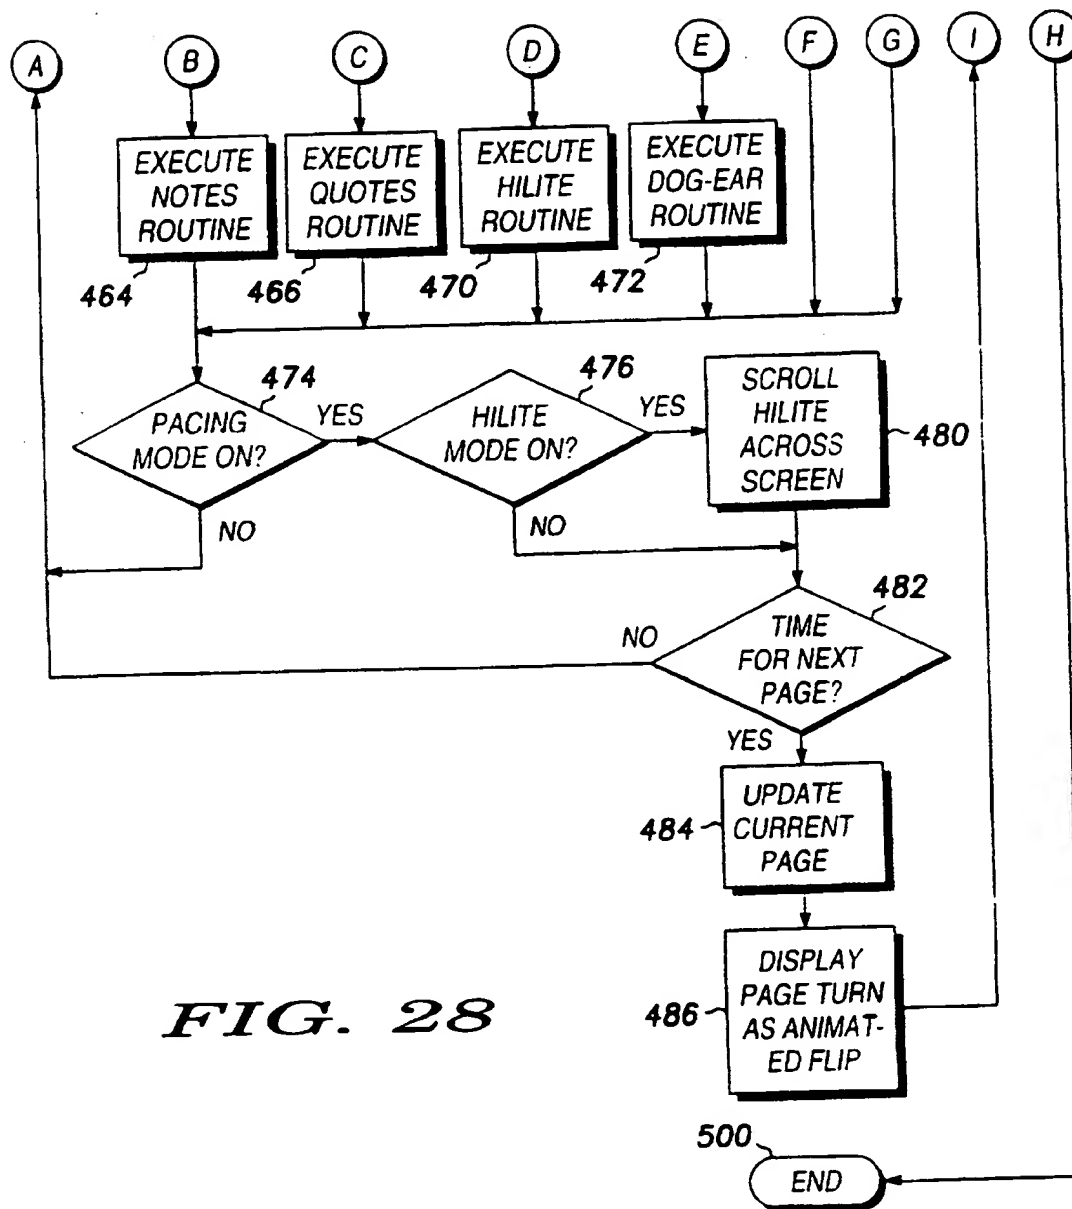 A
B
C
D
E
F
G
I
H
EXECUTE
NOTES
ROUTINE
464
EXECUTE
QUOTES
ROUTINE
466
EXECUTE
HILITE
ROUTINE
470
EXECUTE
DOG-EAR
ROUTINE
472
PACING
MODE ON?
474
YES
NO
HILITE
MODE ON?
476
YES
NO
SCROLL
HILITE
ACROSS
SCREEN
480
TIME
FOR NEXT
PAGE?
482
NO
YES
UPDATE
CURRENT
PAGE
484
DISPLAY
PAGE TURN
AS ANIMAT-
ED FLIP
486
FIG. 28
500
END